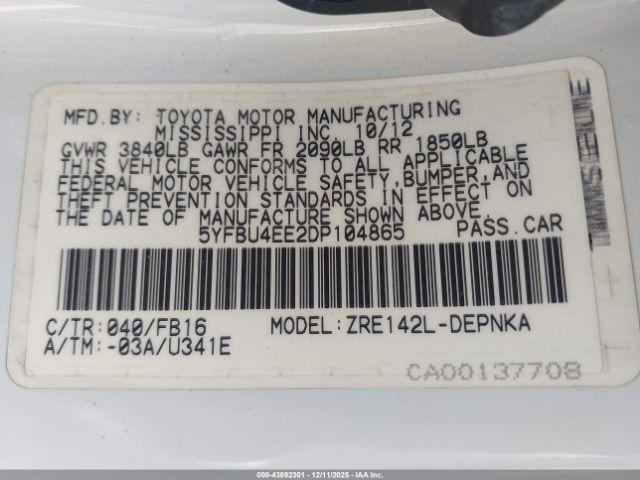 MFD.BY: TOYOTA MOTOR MANUFACTURING
MISSISSIPPI INC. 10/12
GVWR 3840LB GAWR FR 2090LB RR 1850LB
THIS VEHICLE CONFORMS TO ALL APPLICABLE
FEDERAL MOTOR VEHICLE SAFETY,BUMPER,AND
THEFT PREVENTION STANDARDS IN EFFECT ON
THE DATE OF MANUFACTURE SHOWN ABOVE.
5YFBU4EE2DP104865 PASS.CAR
C/TR:040/FB16 MODEL:ZRE142L-DEPNKA
A/TM:-03A/U341E
CA00137708
000-43892301 - 12/11/2025 - IAA Inc.